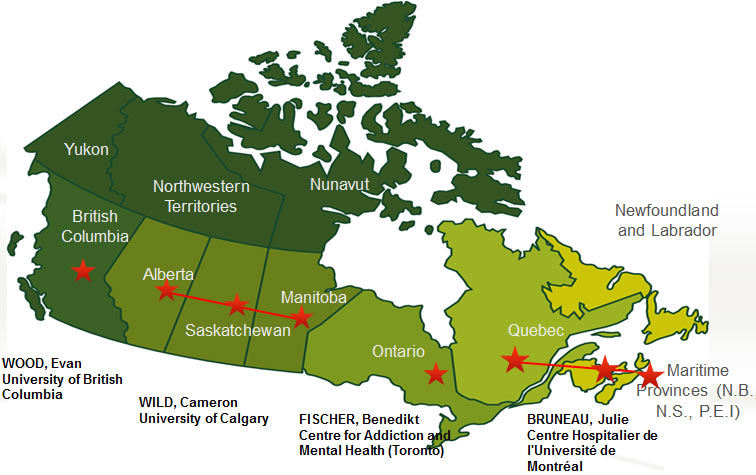 Yukon
Northwestern
Territories
Nunavut
British
Columbia
Newfoundland
and Labrador
Alberta
Manitoba
Saskatchewan
Ontario
Quebec
Maritime
Provinces (N.B.
N.S., P.E.I)
WOOD, Evan
University of British
Columbia
WILD, Cameron
University of Calgary
FISCHER, Benedikt
Centre for Addiction and
Mental Health (Toronto)
BRUNEAU, Julie
Centre Hospitalier de
l'Université de
Montréal